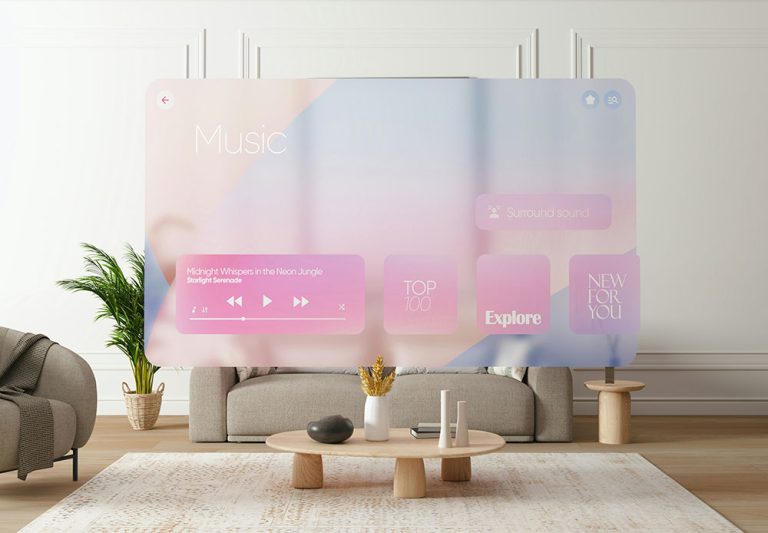 Music
Surround sound
Midnight Whispers in the Neon Jungle
Starlight Serenade
TOP
100
Explore
NEW
FOR
YOU